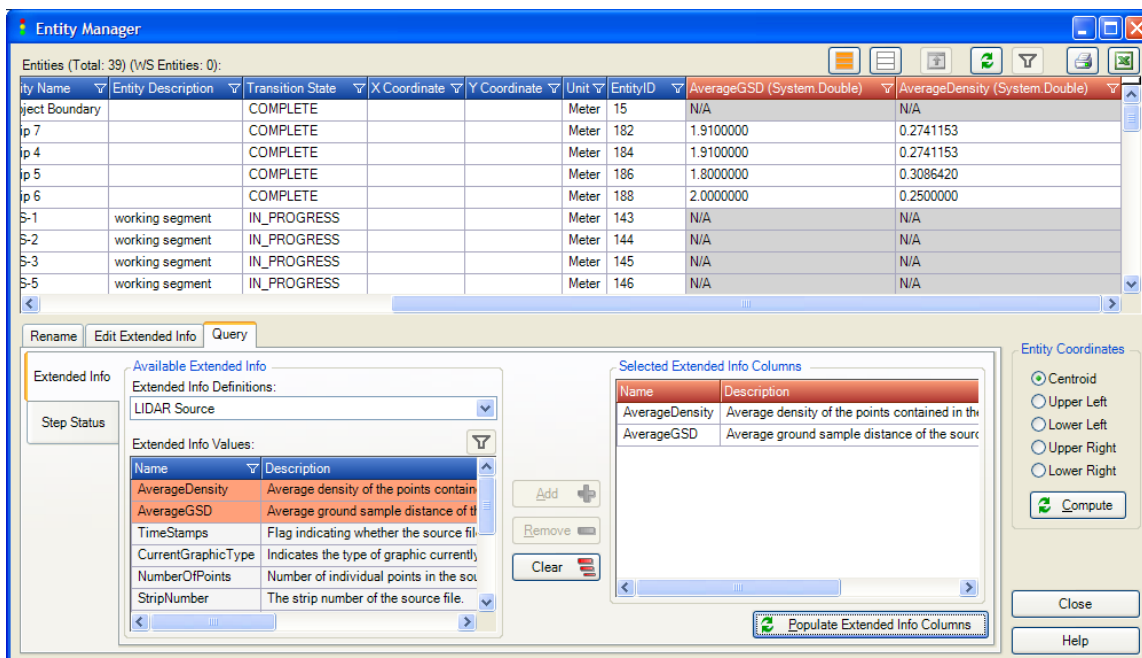 Entity Manager
Entities (Total: 39) (WS Entities: 0):
ity Name Entity Description Transition State X Coordinate Y Coordinate Unit EntityID AverageGSD (System.Double) AverageDensity (System.Double)
ject Boundary COMPLETE Meter 15 N/A N/A
ip 7 COMPLETE Meter 182 1.9100000 0.2741153
ip 4 COMPLETE Meter 184 1.9100000 0.2741153
ip 5 COMPLETE Meter 186 1.8000000 0.3086420
ip 6 COMPLETE Meter 188 2.0000000 0.2500000
S-1 working segment IN_PROGRESS Meter 143 N/A N/A
S-2 working segment IN_PROGRESS Meter 144 N/A N/A
S-3 working segment IN_PROGRESS Meter 145 N/A N/A
S-5 working segment IN_PROGRESS Meter 146 N/A N/A
Rename Edit Extended Info Query
Extended Info
Step Status
Available Extended Info
Extended Info Definitions:
LIDAR Source
Extended Info Values:
Name Description
AverageDensity Average density of the points contain
AverageGSD Average ground sample distance of th
TimeStamps Flag indicating whether the source fil
CurrentGraphicType Indicates the type of graphic currently
NumberOfPoints Number of individual points in the sou
StripNumber The strip number of the source file.
Add
Remove
Clear
Selected Extended Info Columns
Name Description
AverageDensity Average density of the points contained in the
AverageGSD Average ground sample distance of the sourc
Populate Extended Info Columns
Entity Coordinates
Centroid
Upper Left
Lower Left
Upper Right
Lower Right
Compute
Close
Help